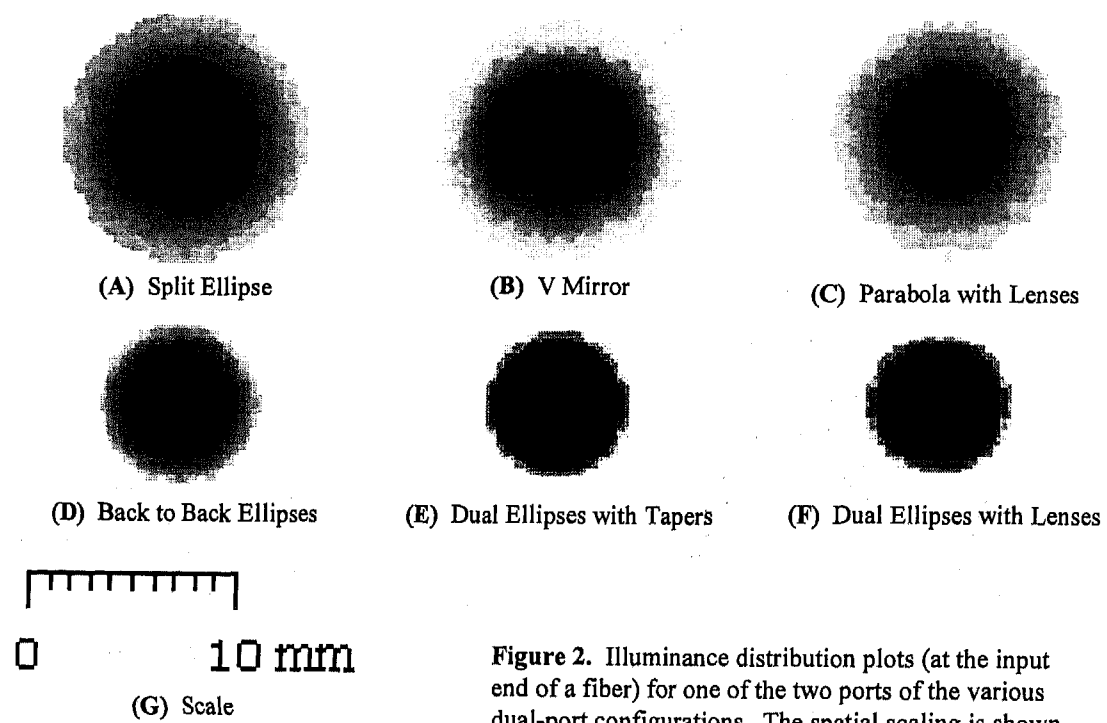 (A) Split Ellipse
(B) V Mirror
(C) Parabola with Lenses
(D) Back to Back Ellipses
(E) Dual Ellipses with Tapers
(F) Dual Ellipses with Lenses
0 10 mm
(G) Scale
Figure 2. Illuminance distribution plots (at the input
end of a fiber) for one of the two ports of the various
dual-port configurations. The spatial scaling is shown